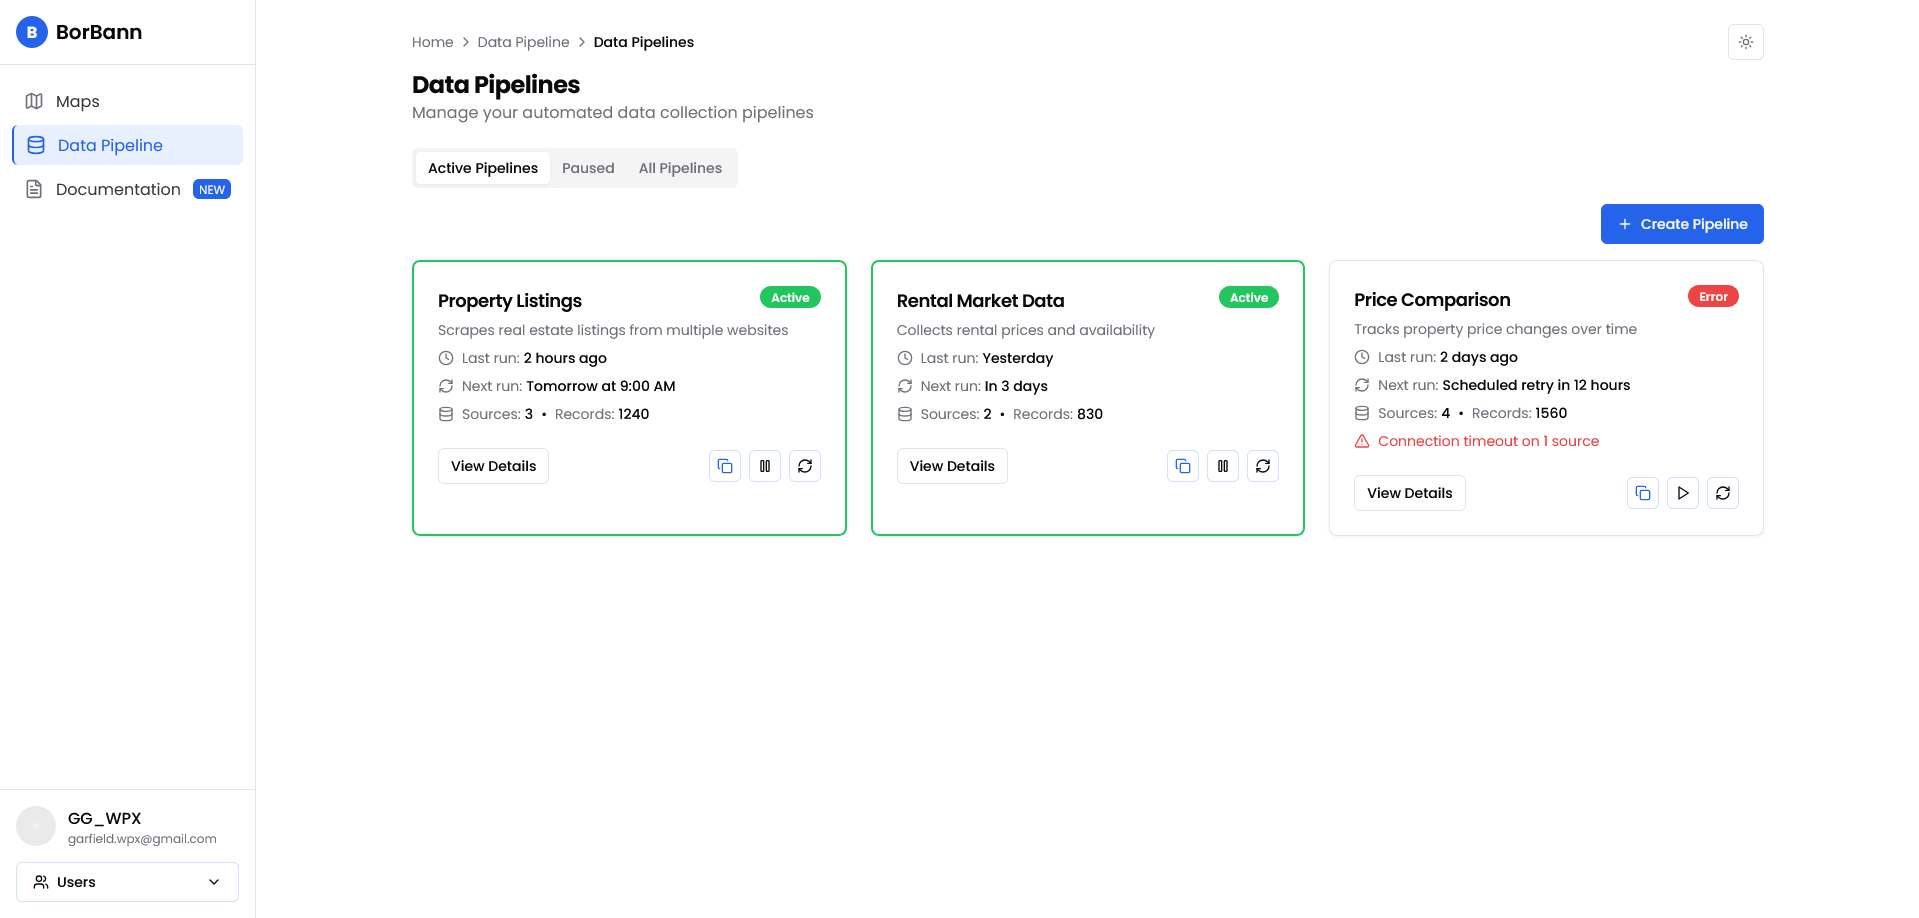 B BorBann
Maps
Data Pipeline
Documentation NEW
GG_WPX
garfield.wpx@gmail.com
Users
Home > Data Pipeline > Data Pipelines
Data Pipelines
Manage your automated data collection pipelines
Active Pipelines Paused All Pipelines
+ Create Pipeline
Property Listings Active
Scrapes real estate listings from multiple websites
Last run: 2 hours ago
Next run: Tomorrow at 9:00 AM
Sources: 3 • Records: 1240
View Details
Rental Market Data Active
Collects rental prices and availability
Last run: Yesterday
Next run: In 3 days
Sources: 2 • Records: 830
View Details
Price Comparison Error
Tracks property price changes over time
Last run: 2 days ago
Next run: Scheduled retry in 12 hours
Sources: 4 • Records: 1560
Connection timeout on 1 source
View Details